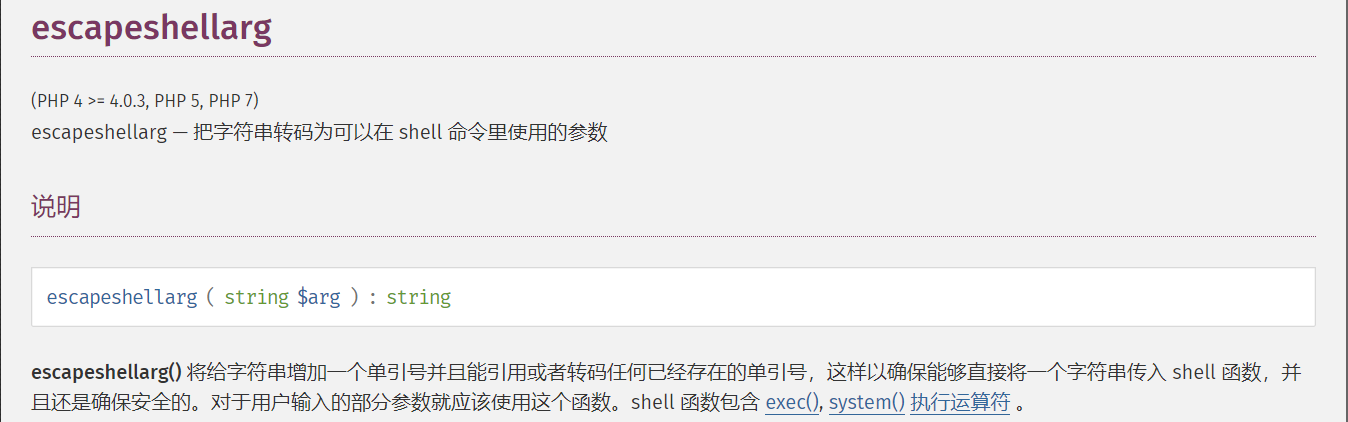 escapeshellarg
(PHP 4 >= 4.0.3, PHP 5, PHP 7)
escapeshellarg — 把字符串转码为可以在 shell 命令里使用的参数
说明
escapeshellarg ( string $arg ) : string
escapeshellarg() 将给字符串增加一个单引号并且能引用或者转码任何已经存在的单引号，这样以确保能够直接将一个字符串传入 shell 函数，并
且还是确保安全的。对于用户输入的部分参数就应该使用这个函数。shell 函数包含 exec(), system() 执行运算符 。